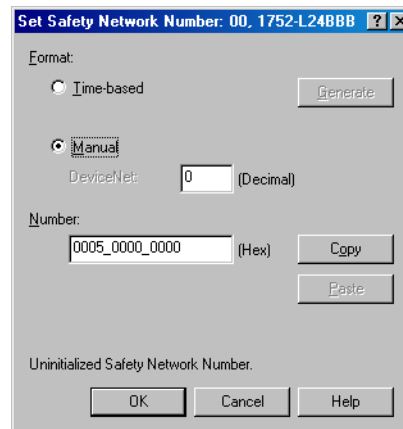 Set Safety Network Number: 00, 1752-L24BBB
Format:
Time-based
Generate
Manual
DeviceNet:
0
(Decimal)
Number:
0005_0000_0000
(Hex)
Copy
Paste
Uninitialized Safety Network Number.
OK
Cancel
Help